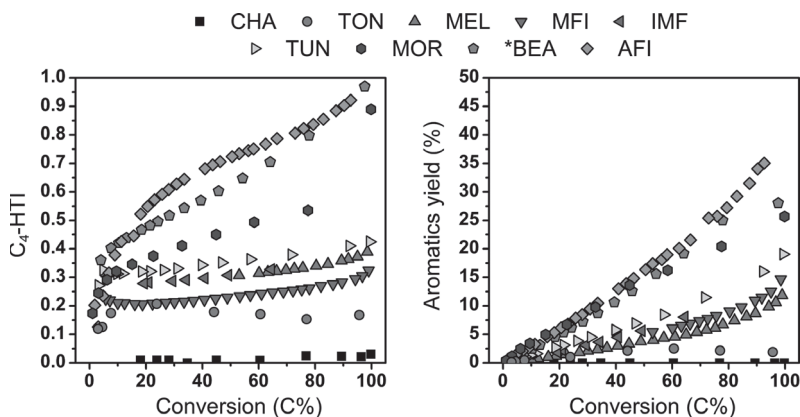 CHA TON MEL MFI IMF
TUN MOR *BEA AFI
C4-HTI
1.0
0.9
0.8
0.7
0.6
0.5
0.4
0.3
0.2
0.1
0.0
0 20 40 60 80 100
Conversion (C%)
Aromatics yield (%)
50
45
40
35
30
25
20
15
10
5
0
0 20 40 60 80 100
Conversion (C%)